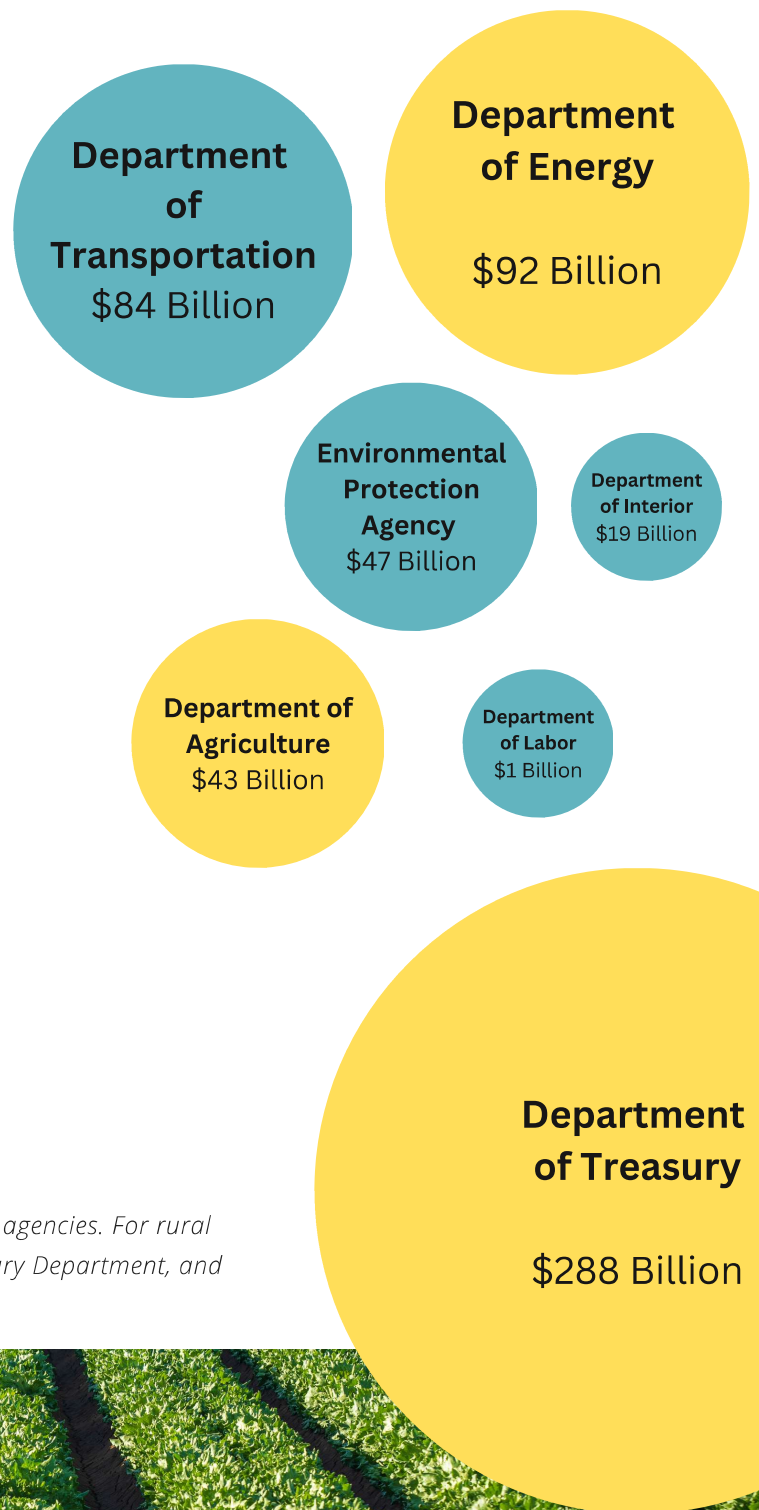 Department
of
Transportation
$84 Billion
Department
of Energy
$92 Billion
Environmental
Protection
Agency
$47 Billion
Department
of Interior
$19 Billion
Department of
Agriculture
$43 Billion
Department
of Labor
$1 Billion
Department
of Treasury
$288 Billion
agencies. For rural
Department, and